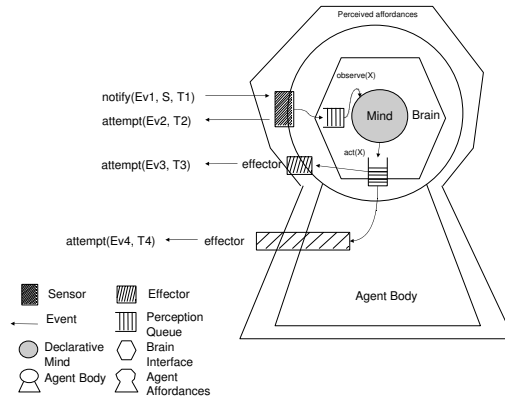 Perceived affordances
observe(X)
notify(Ev1, S, T1)
Mind
Brain
attempt(Ev2, T2)
act(X)
attempt(Ev3, T3)
effector
attempt(Ev4, T4)
effector
Agent Body
Sensor
Effector
Event
Perception
Queue
Declarative
Mind
Brain
Interface
Agent Body
Agent
Affordances